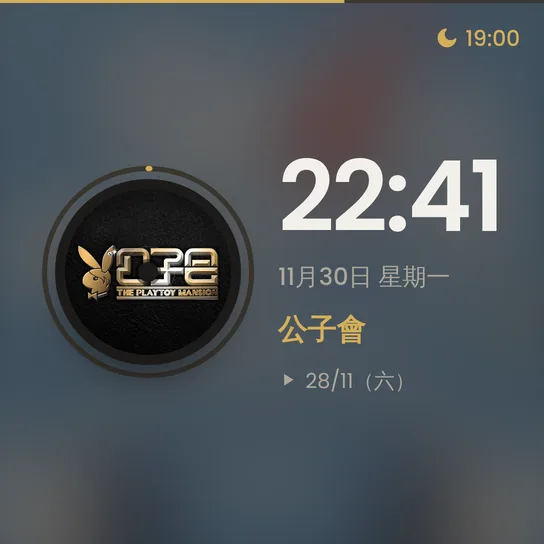 19:00
22:41
11月30日 星期一
公子會
28/11（六）
THE PLAYTOY MANSION